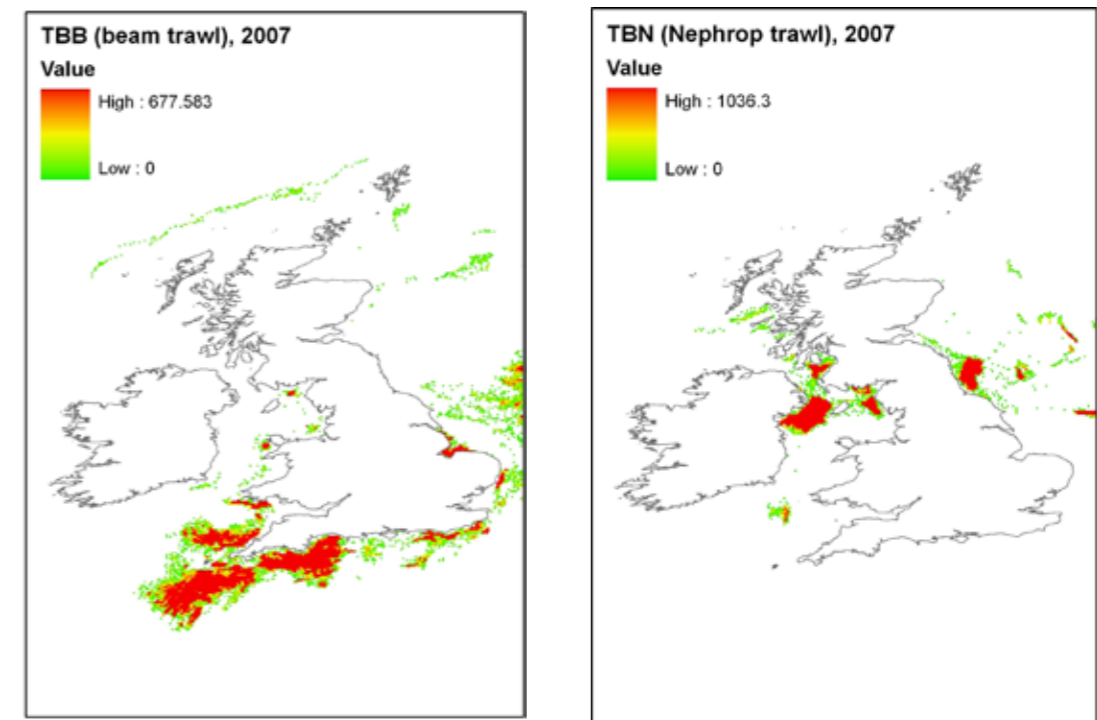 TBB (beam trawl), 2007
Value
High : 677.583
Low : 0
TBN (Nephrop trawl), 2007
Value
High : 1036.3
Low : 0